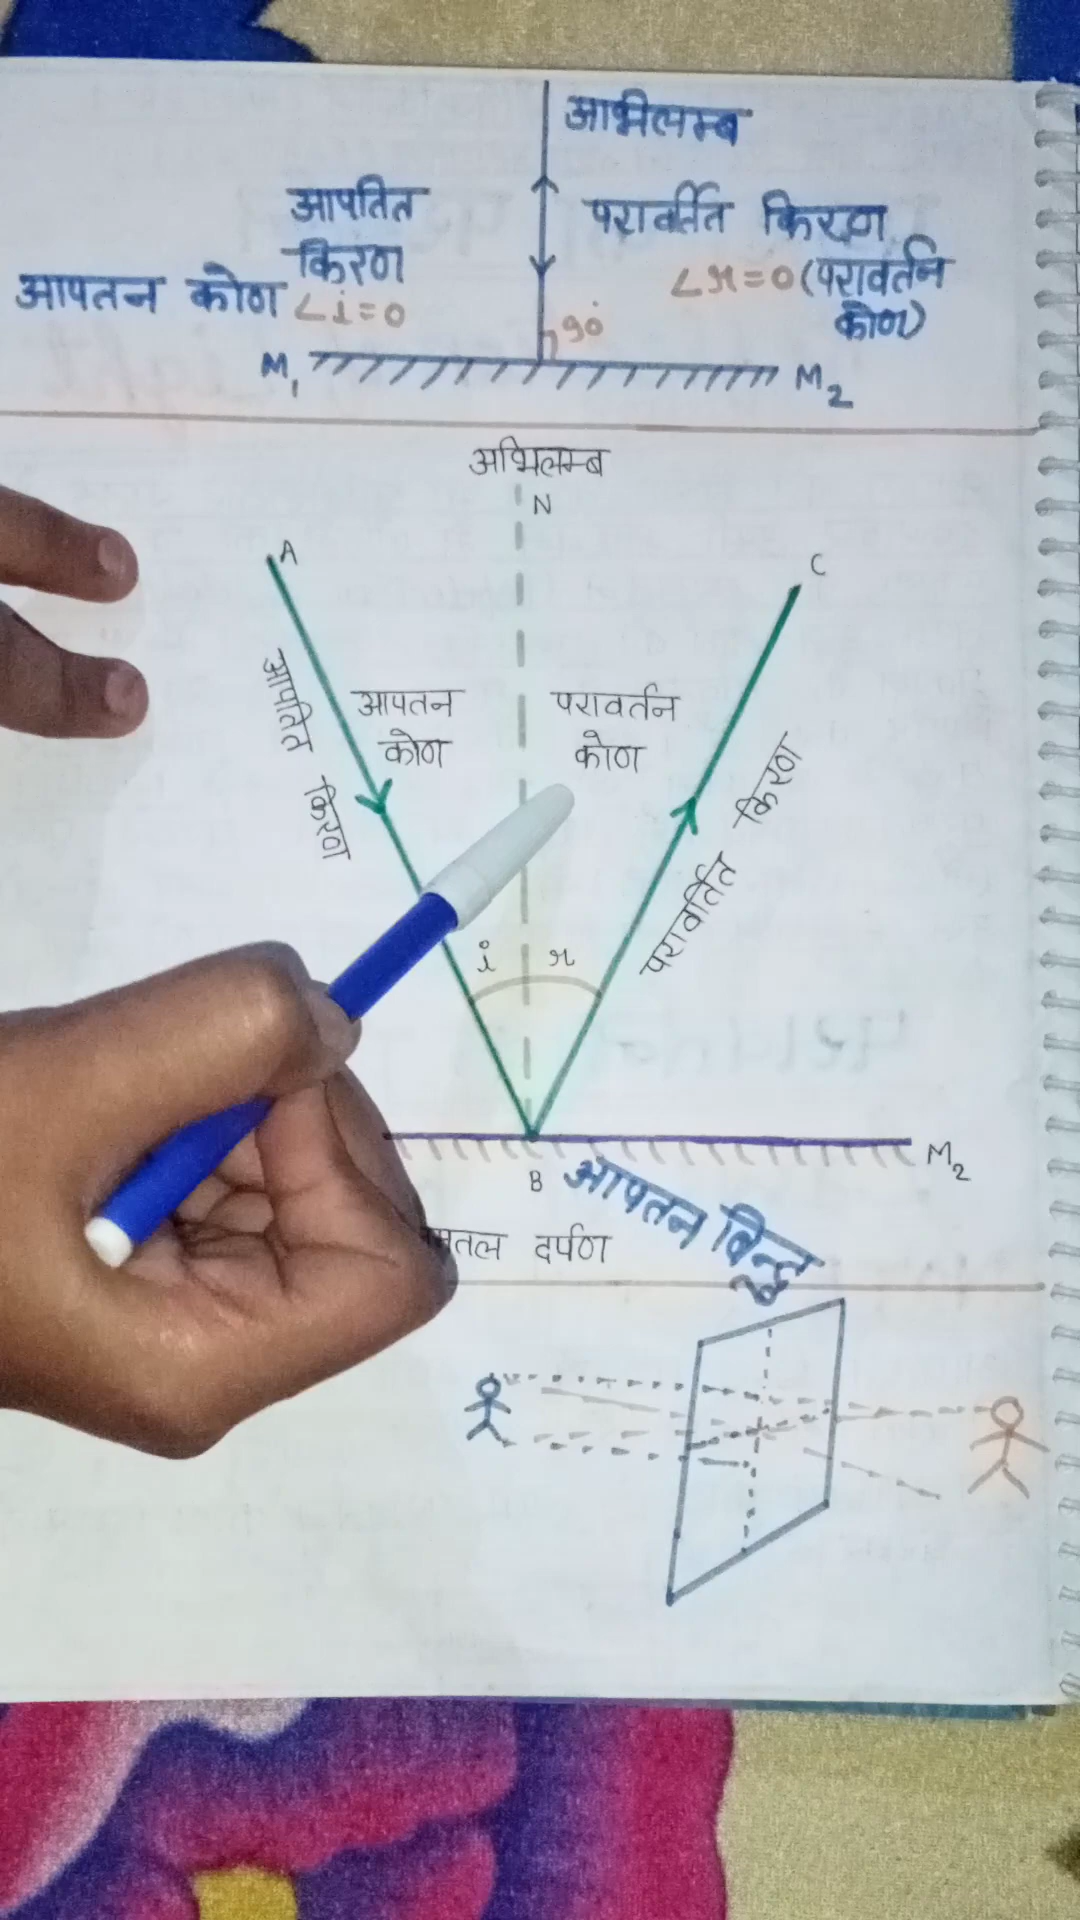 अभिलम्ब
आपतित
किरण
परावर्तित किरण
आपतन कोण ∠i=0
∠r=0 (परावर्तन
कोण)
90°
M1
M2
अभिलम्ब
N
A
C
आपतित किरण
आपतन
कोण
परावर्तन
कोण
परावर्तित किरण
i
r
M2
B
आपतन बिन्दु
दर्पण